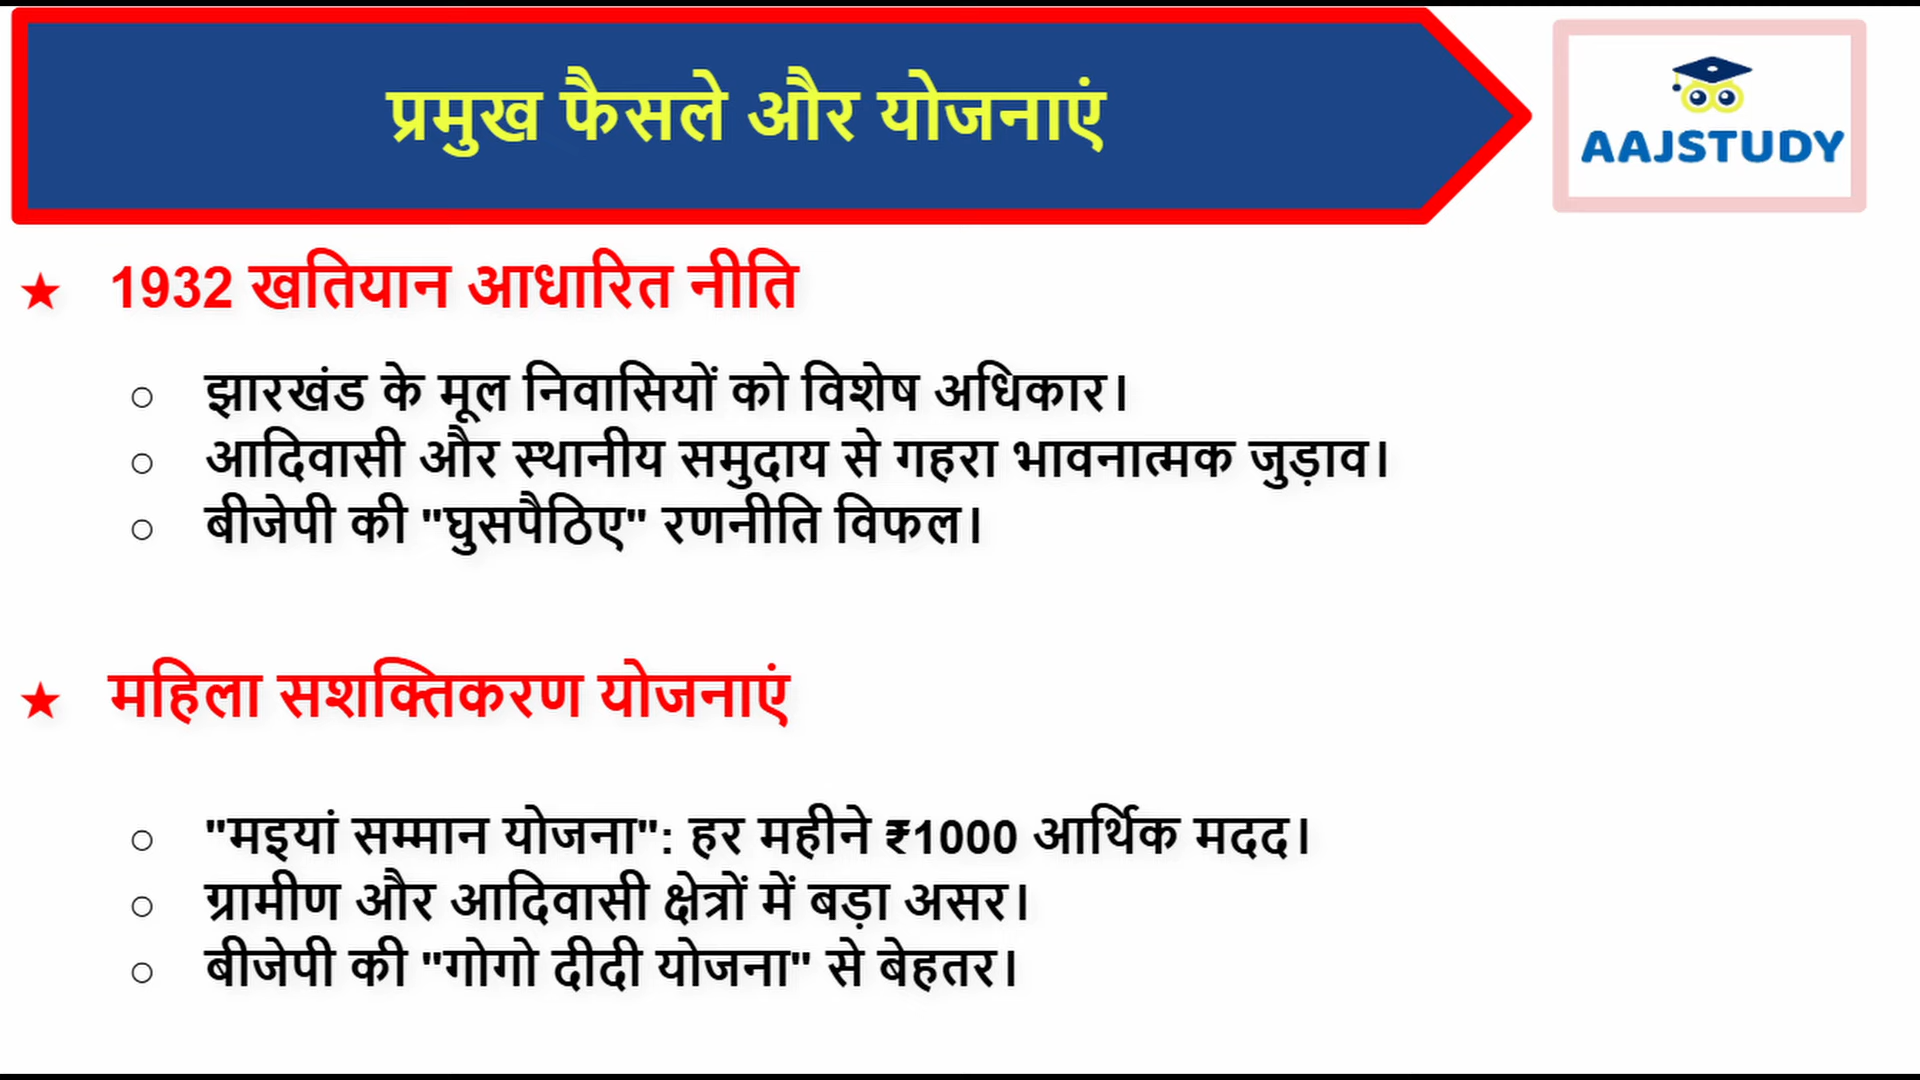 प्रमुख फैसले और योजनाएं
AAJSTUDY
★ 1932 खतियान आधारित नीति
○ झारखंड के मूल निवासियों को विशेष अधिकार।
○ आदिवासी और स्थानीय समुदाय से गहरा भावनात्मक जुड़ाव।
○ बीजेपी की "घुसपैठिए" रणनीति विफल।
★ महिला सशक्तिकरण योजनाएं
○ "मइयां सम्मान योजना": हर महीने ₹1000 आर्थिक मदद।
○ ग्रामीण और आदिवासी क्षेत्रों में बड़ा असर।
○ बीजेपी की "गोगो दीदी योजना" से बेहतर।